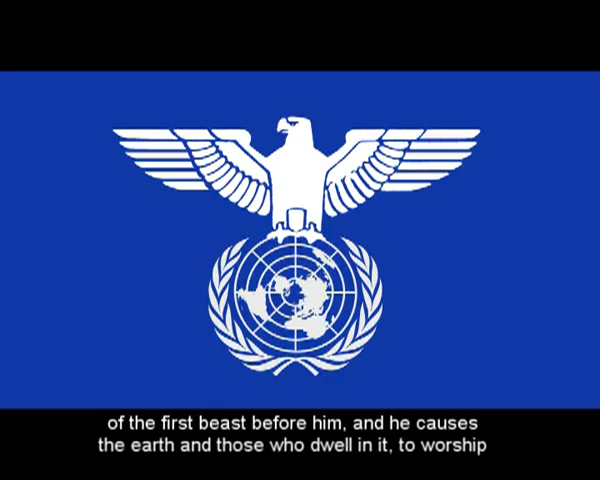 of the first beast before him, and he causes
the earth and those who dwell in it, to worship